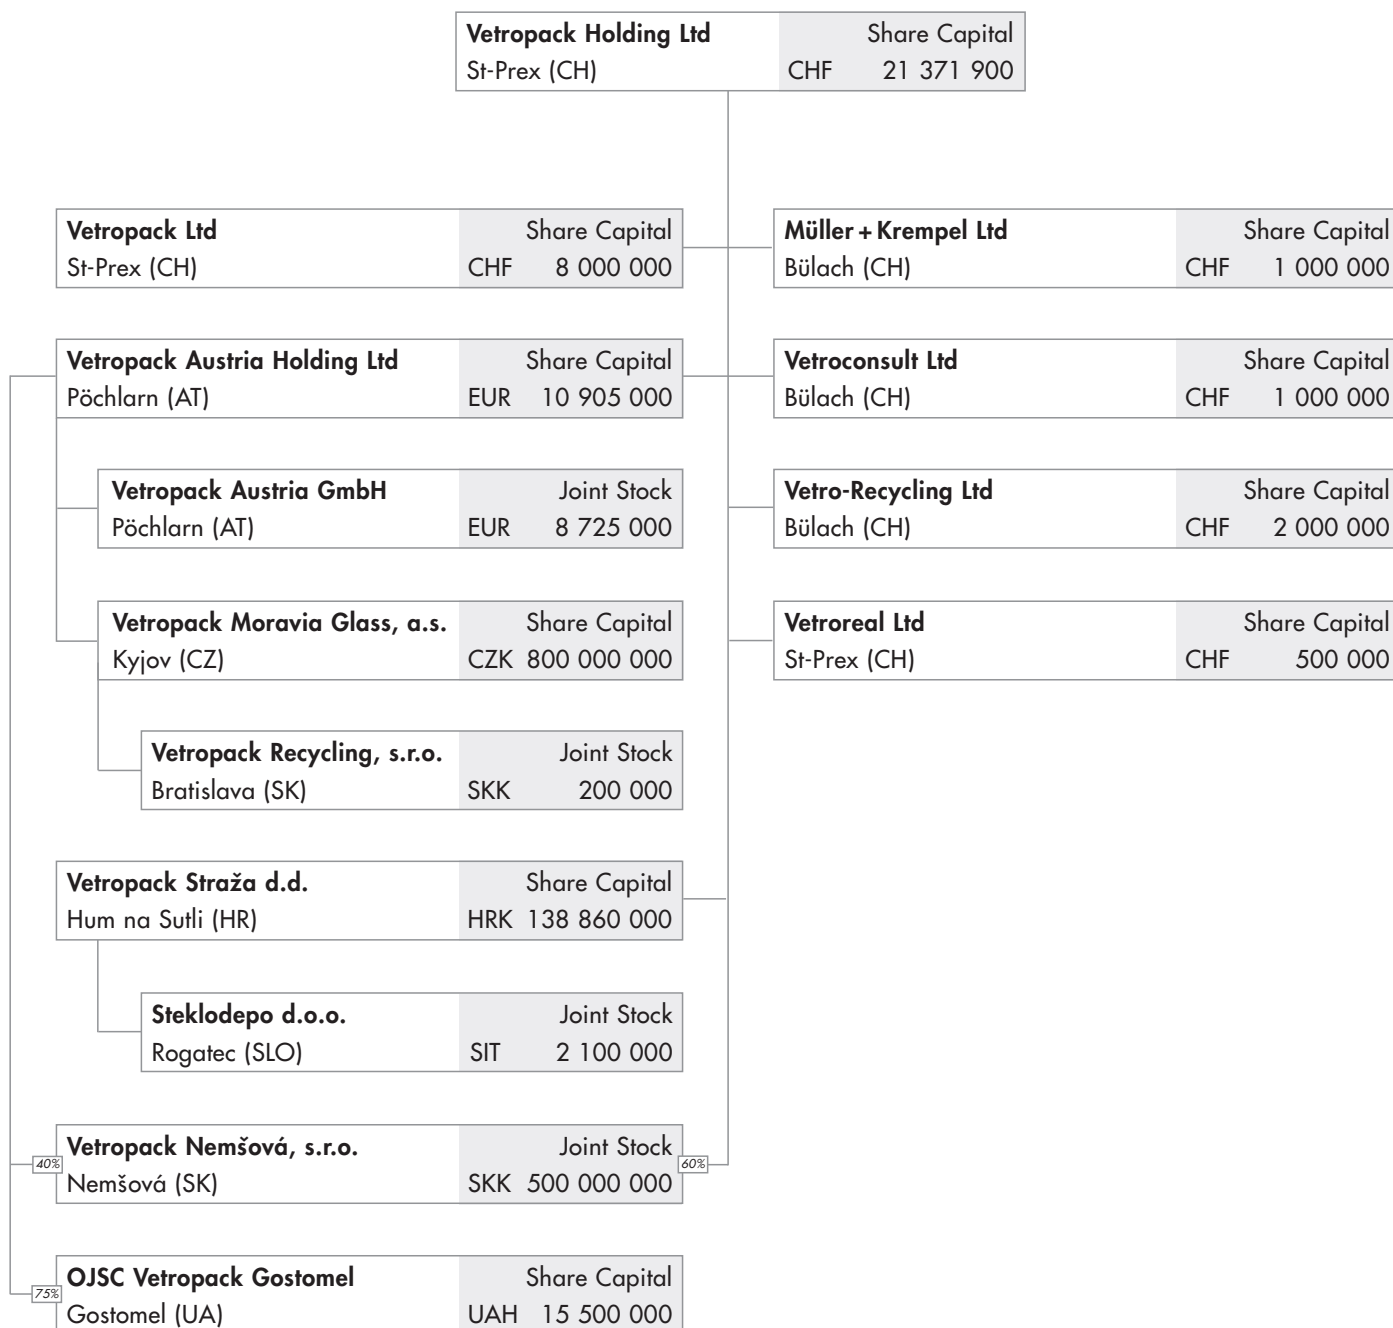 Vetropack Holding Ltd Share Capital
St-Prex (CH) CHF 21 371 900
Vetropack Ltd Share Capital
St-Prex (CH) CHF 8 000 000
Müller + Krempel Ltd Share Capital
Bülach (CH) CHF 1 000 000
Vetropack Austria Holding Ltd Share Capital
Pöchlarn (AT) EUR 10 905 000
Vetroconsult Ltd Share Capital
Bülach (CH) CHF 1 000 000
Vetropack Austria GmbH Joint Stock
Pöchlarn (AT) EUR 8 725 000
Vetro-Recycling Ltd Share Capital
Bülach (CH) CHF 2 000 000
Vetropack Moravia Glass, a.s. Share Capital
Kyjov (CZ) CZK 800 000 000
Vetroreal Ltd Share Capital
St-Prex (CH) CHF 500 000
Vetropack Recycling, s.r.o. Joint Stock
Bratislava (SK) SKK 200 000
Vetropack Straža d.d. Share Capital
Hum na Sutli (HR) HRK 138 860 000
Steklodepo d.o.o. Joint Stock
Rogatec (SLO) SIT 2 100 000
Vetropack Nemšová, s.r.o. Joint Stock
40% 60%
Nemšová (SK) SKK 500 000 000
OJSC Vetropack Gostomel Share Capital
75%
Gostomel (UA) UAH 15 500 000